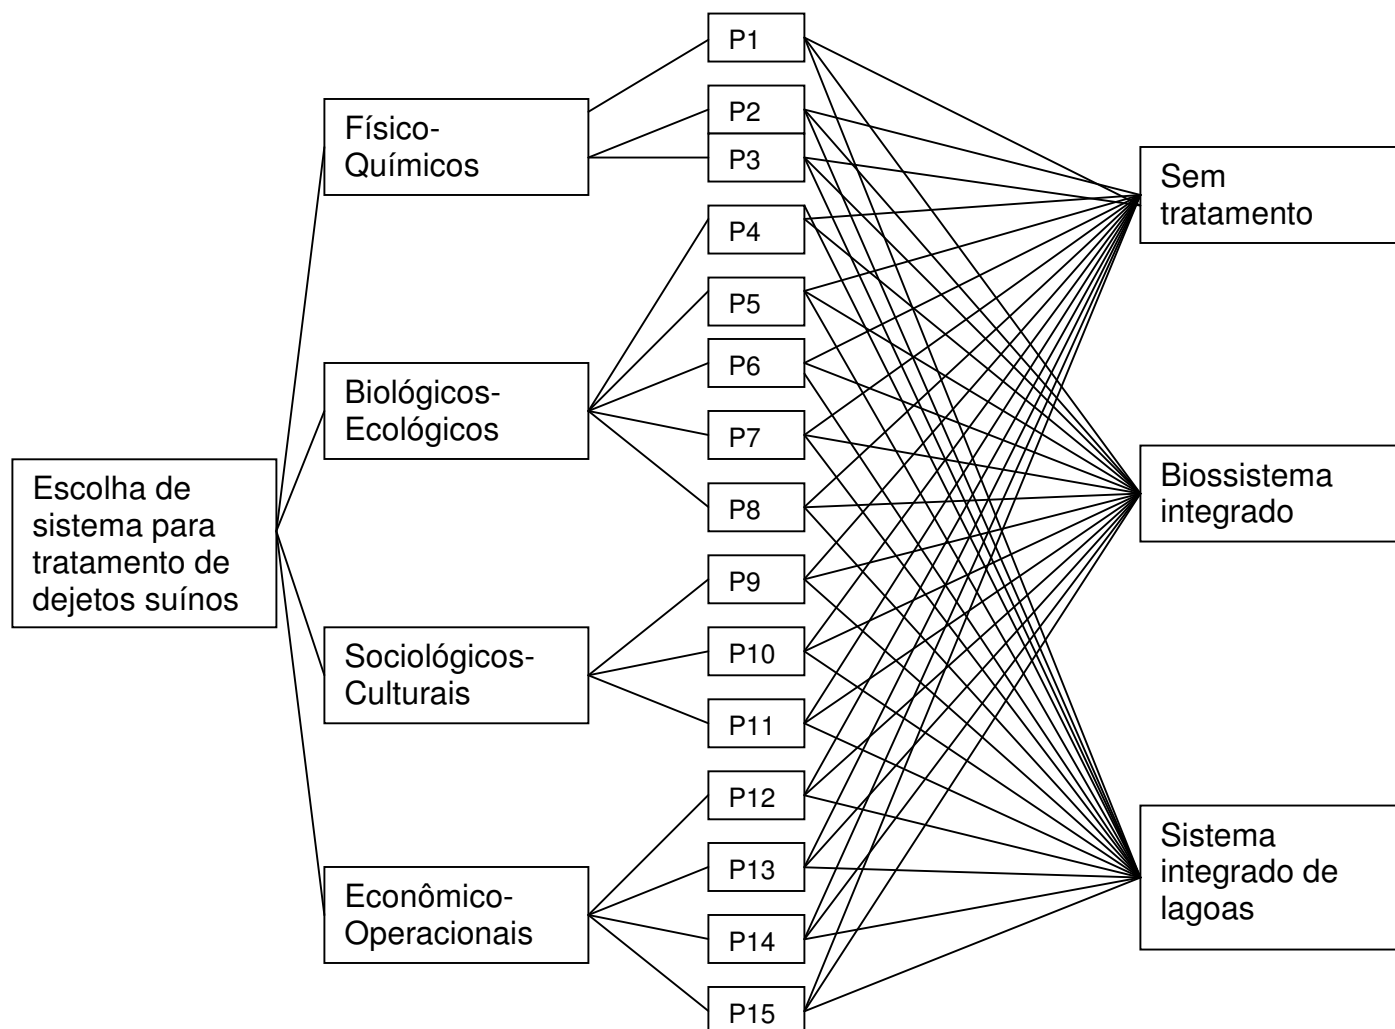 Escolha de
sistema para
tratamento de
dejetos suínos
Físico-
Químicos
Biológicos-
Ecológicos
Sociológicos-
Culturais
Econômico-
Operacionais
P1
P2
P3
P4
P5
P6
P7
P8
P9
P10
P11
P12
P13
P14
P15
Sem
tratamento
Biossistema
integrado
Sistema
integrado de
lagoas